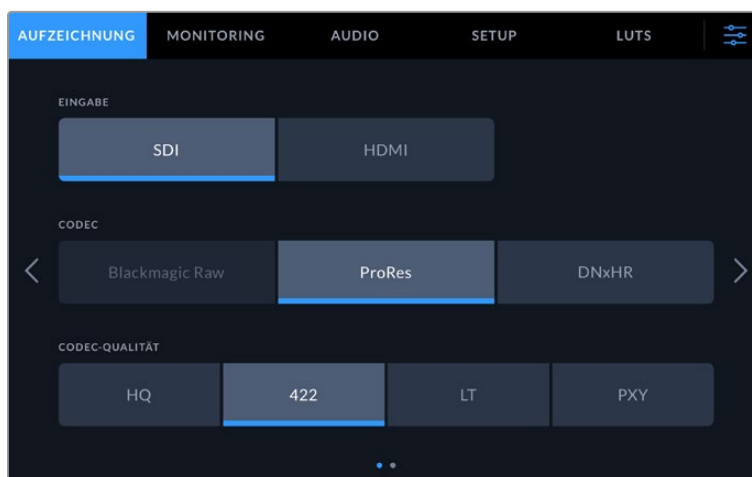 AUFZEICHNUNG MONITORING AUDIO SETUP LUTS
EINGABE
SDI HDMI
CODEC
Blackmagic Raw ProRes DNxHR
CODEC-QUALITÄT
HQ 422 LT PXY